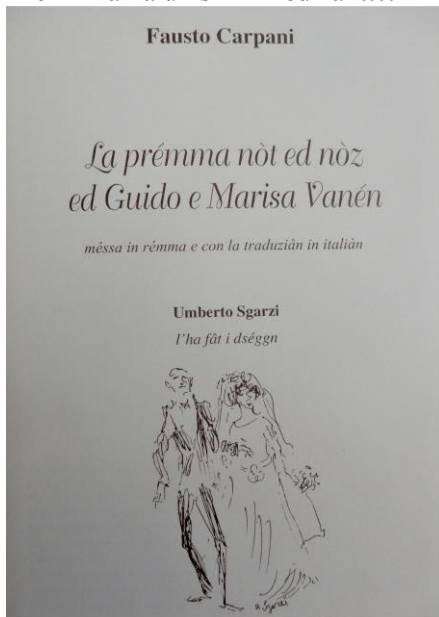 Fausto Carpani
La prémma nòt ed nòz
ed Guido e Marisa Vanén
méssa in rémma e con la traduziån in italiàn
Umberto Sgarzi
l'ha fât i dséggn